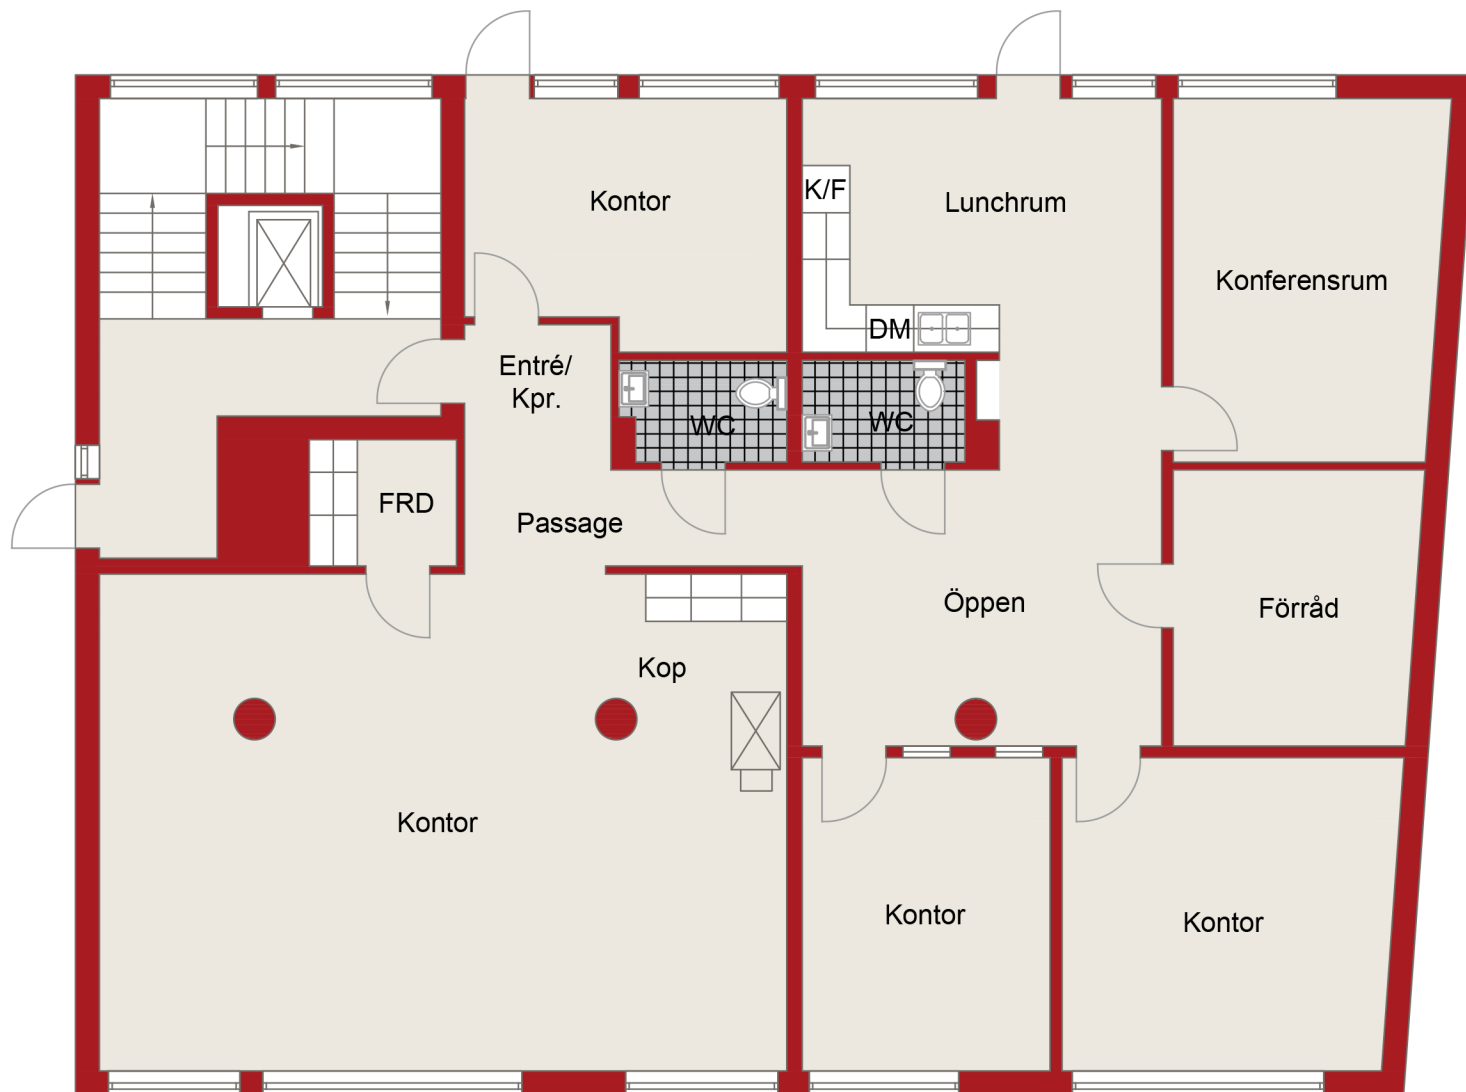 K/F
Kontor
Lunchrum
Konferensrum
DM
Entré/
Kpr.
WC
WC
FRD
Passage
Öppen
Förråd
Kop
Kontor
Kontor
Kontor